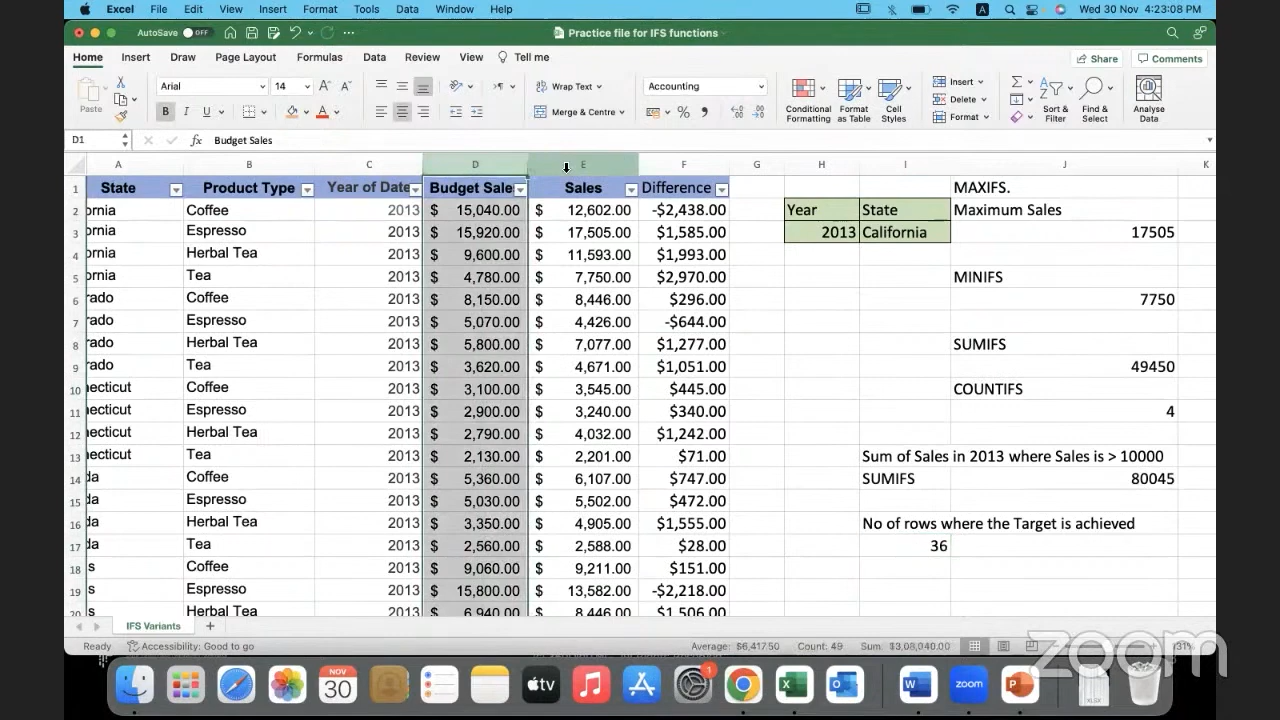 Excel File Edit View Insert Format Tools Data Window Help A Wed 30 Nov 4:23:08 PM
AutoSave OFF Practice file for IFS functions
Home Insert Draw Page Layout Formulas Data Review View Tell me Share Comments
Paste Arial 14 Wrap Text Accounting Conditional Formatting Format as Table Cell Styles Insert Sort & Filter Find & Select Analyse Data
B I U Merge & Centre Delete
Format
D1 fx Budget Sales
A B C D E F G H I J K
1 State Product Type Year of Date Budget Sale Sales Difference MAXIFS.
2 ornia Coffee 2013 $ 15,040.00 $ 12,602.00 -$2,438.00 Year State Maximum Sales
3 ornia Espresso 2013 $ 15,920.00 $ 17,505.00 $1,585.00 2013 California 17505
4 ornia Herbal Tea 2013 $ 9,600.00 $ 11,593.00 $1,993.00
5 ornia Tea 2013 $ 4,780.00 $ 7,750.00 $2,970.00 MINIFS
6 rado Coffee 2013 $ 8,150.00 $ 8,446.00 $296.00 7750
7 rado Espresso 2013 $ 5,070.00 $ 4,426.00 -$644.00
8 rado Herbal Tea 2013 $ 5,800.00 $ 7,077.00 $1,277.00 SUMIFS
9 rado Tea 2013 $ 3,620.00 $ 4,671.00 $1,051.00 49450
10 necticut Coffee 2013 $ 3,100.00 $ 3,545.00 $445.00 COUNTIFS
11 necticut Espresso 2013 $ 2,900.00 $ 3,240.00 $340.00 4
12 necticut Herbal Tea 2013 $ 2,790.00 $ 4,032.00 $1,242.00
13 necticut Tea 2013 $ 2,130.00 $ 2,201.00 $71.00 Sum of Sales in 2013 where Sales is > 10000
14 da Coffee 2013 $ 5,360.00 $ 6,107.00 $747.00 SUMIFS 80045
15 da Espresso 2013 $ 5,030.00 $ 5,502.00 $472.00
16 da Herbal Tea 2013 $ 3,350.00 $ 4,905.00 $1,555.00 No of rows where the Target is achieved
17 da Tea 2013 $ 2,560.00 $ 2,588.00 $28.00 36
18 s Coffee 2013 $ 9,060.00 $ 9,211.00 $151.00
19 s Espresso 2013 $ 15,800.00 $ 13,582.00 -$2,218.00
20 s Herbal Tea 2013 $ 6,940.00 $ 8,446.00 $1,506.00
IFS Variants +
Ready Accessibility: Good to go Average: $6,417.50 Count: 49 Sum: $3,08,040.00
zoom
NOV 30 tv 1 zoom